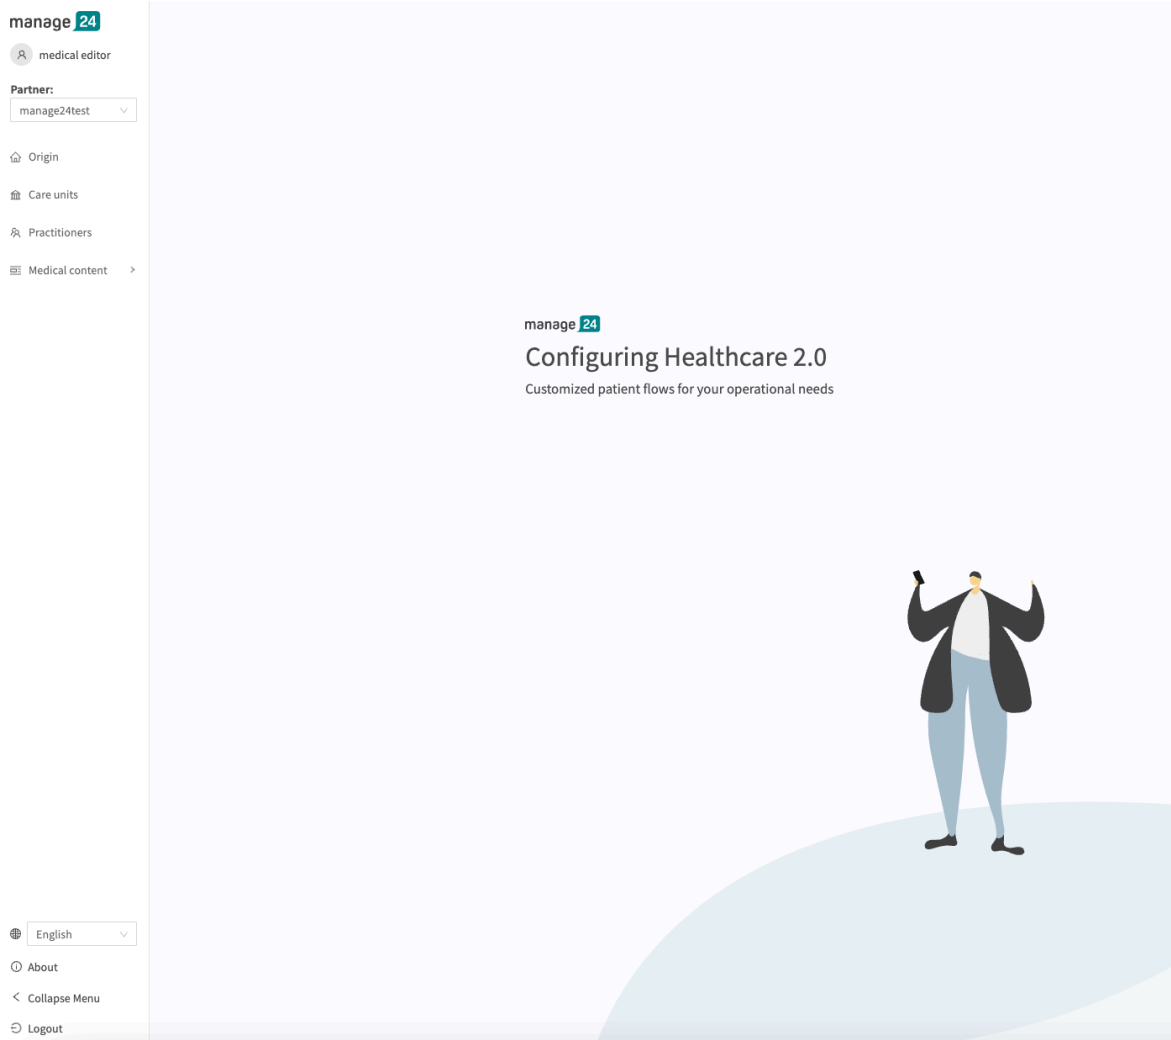 manage 24
medical editor
Partner:
manage24test
Origin
Care units
Practitioners
Medical content
manage 24
Configuring Healthcare 2.0
Customized patient flows for your operational needs
English
About
Collapse Menu
Logout